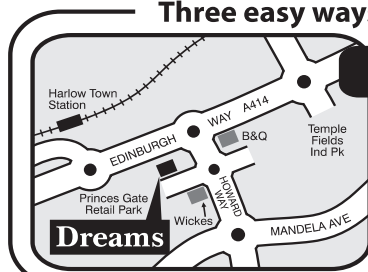 Three easy way
Harlow Town
Station
EDINBURGH WAY A414
B&Q
Temple
Fields
Ind Pk
Princes Gate
Retail Park
HOWARD
WAY
Wickes
MANDELA AVE
Dreams